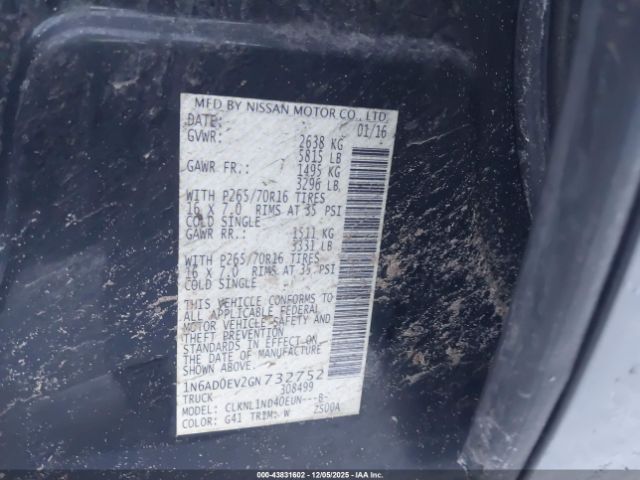 MFD BY NISSAN MOTOR CO., LTD.
DATE: 01/16
GVWR: 2638 KG
5815 LB
GAWR FR.: 1495 KG
3296 LB
WITH P265/70R16 TIRES
16 X 7.0 RIMS AT 35 PSI
COLD SINGLE
GAWR RR.: 1511 KG
3331 LB
WITH P265/70R16 TIRES
16 X 7.0 RIMS AT 35 PSI
COLD SINGLE
THIS VEHICLE CONFORMS TO
ALL APPLICABLE FEDERAL
MOTOR VEHICLE SAFETY AND
THEFT PREVENTION
STANDARDS IN EFFECT ON
THE DATE OF MANUFACTURE
SHOWN ABOVE.
1N6AD0EV2GN732752
TRUCK 308499
MODEL: CLKNL1ND40EUN---B-
COLOR: G41 TRIM: W 2S00A
000-43831602 - 12/05/2025 - IAAI.COM